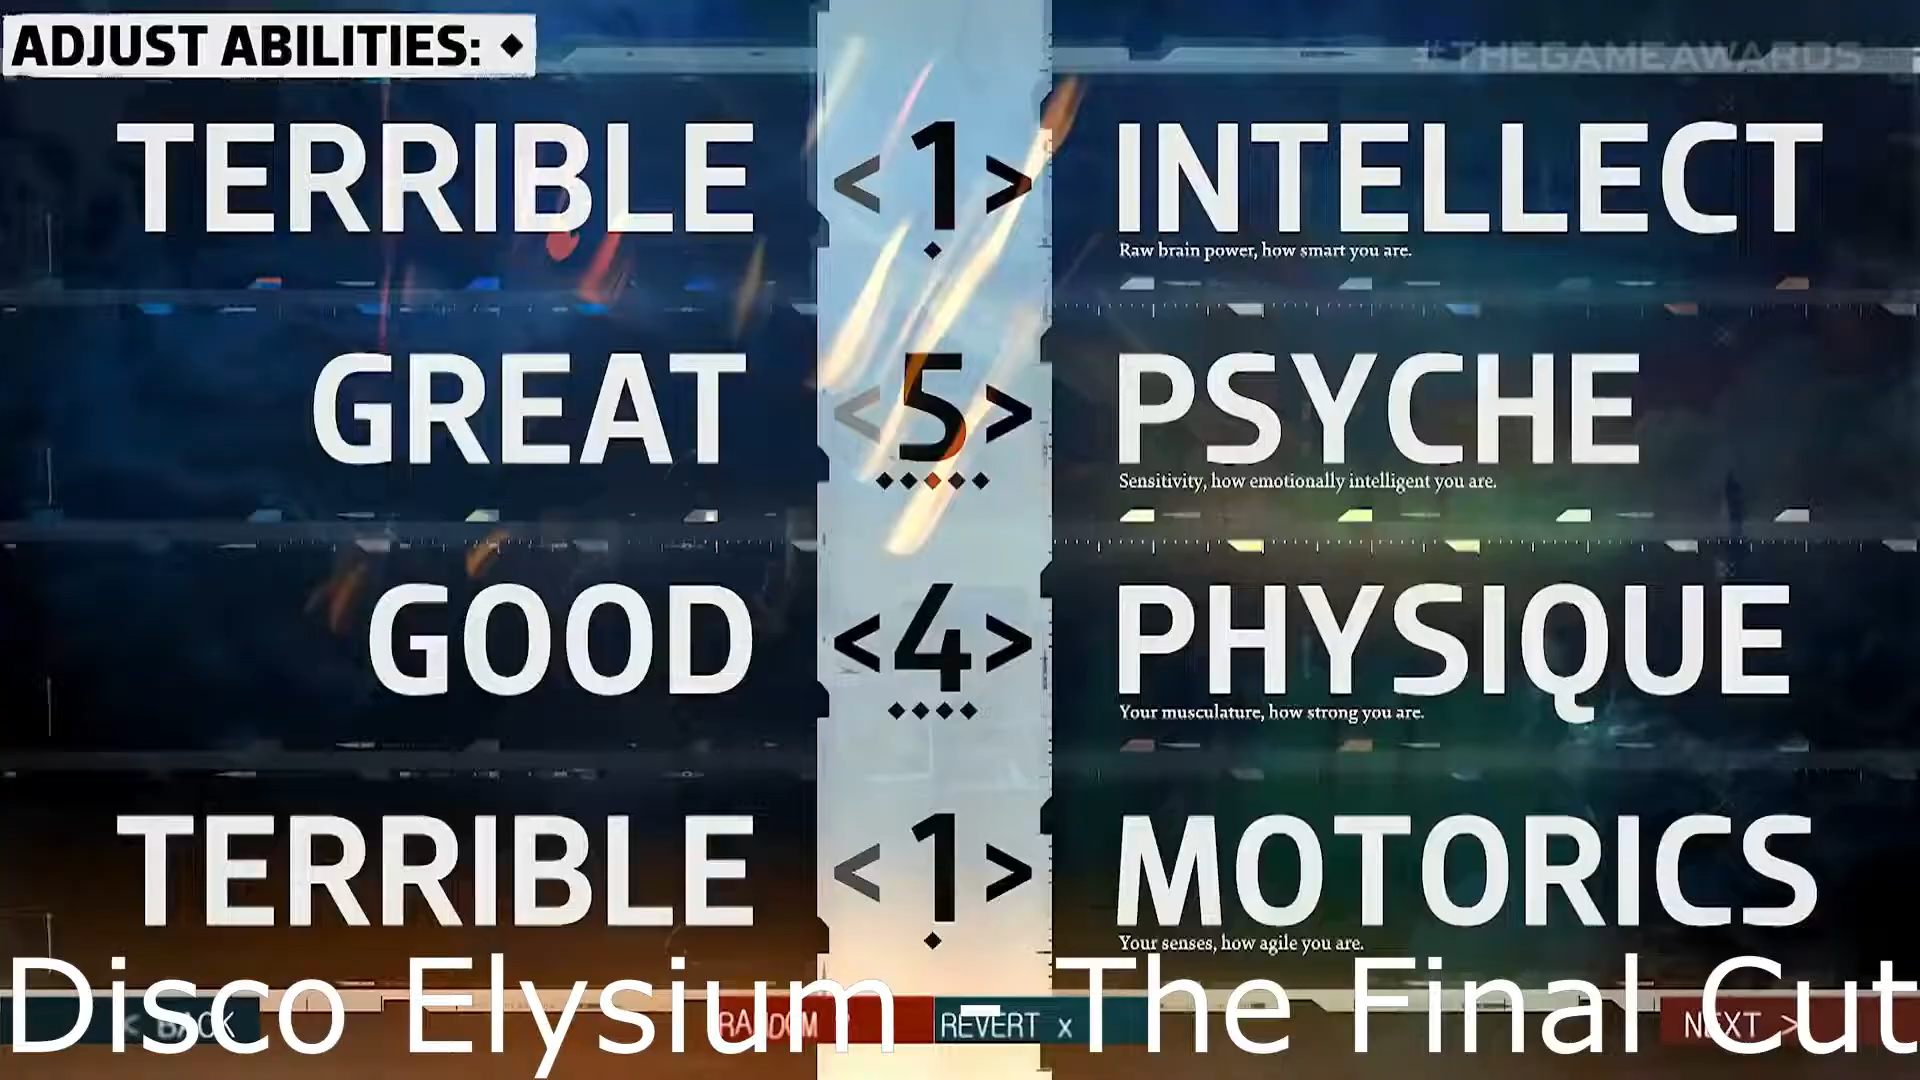 ADJUST ABILITIES: ◆
#THEGAMEAWARDS
TERRIBLE <1> INTELLECT
Raw brain power, how smart you are.
GREAT <5> PSYCHE
Sensitivity, how emotionally intelligent you are.
GOOD <4> PHYSIQUE
Your musculature, how strong you are.
TERRIBLE <1> MOTORICS
Your senses, how agile you are.
Disco Elysium - The Final Cut
< BACK RANDOM REVERT x NEXT >